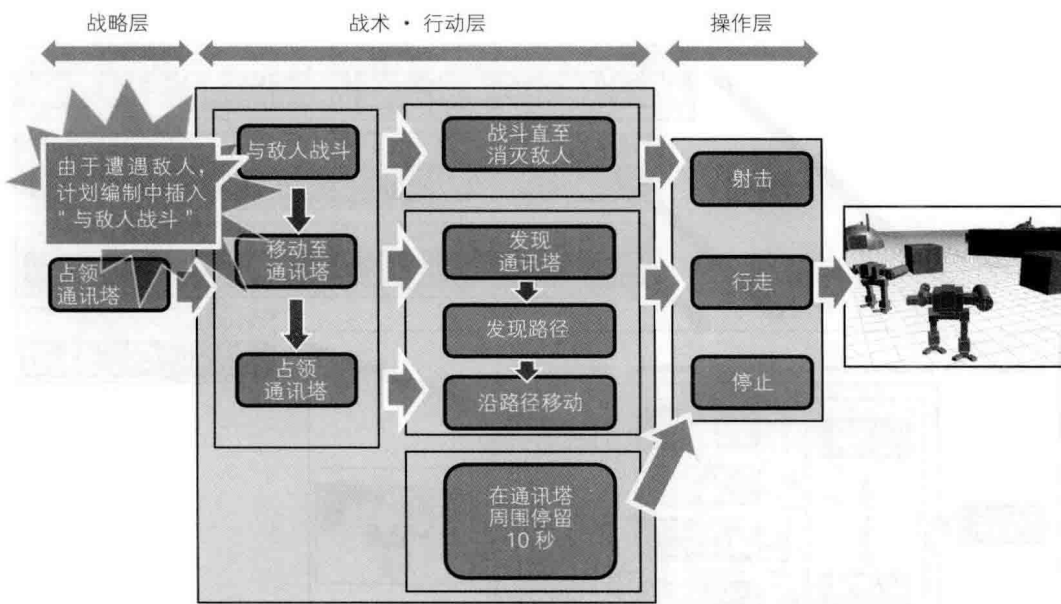 战略层
战术·行动层
操作层
由于遭遇敌人，
计划编制中插入
“与敌人战斗”
占领
通讯塔
与敌人战斗
移动至
通讯塔
占领
通讯塔
战斗直至
消灭敌人
发现
通讯塔
发现路径
沿路径移动
在通讯塔
周围停留
10 秒
射击
行走
停止